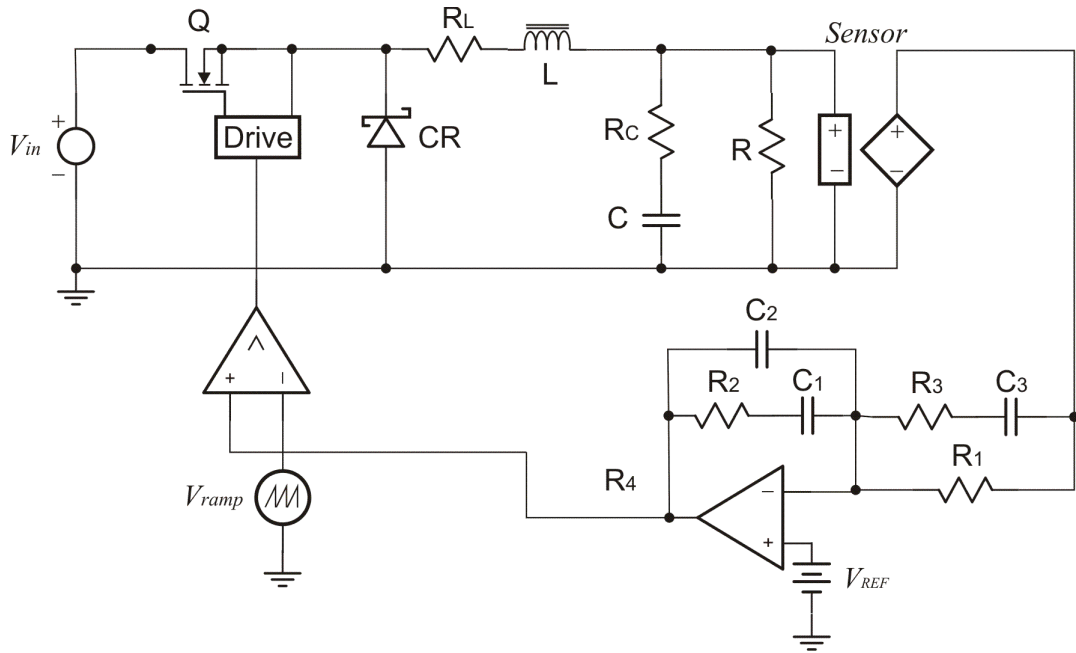 Q
RL
L
Sensor
Vin
+
−
Drive
CR
RC
C
R
+
−
+
−
C2
R2
C1
R3
C3
R1
R4
+
−
Vramp
−
+
VREF